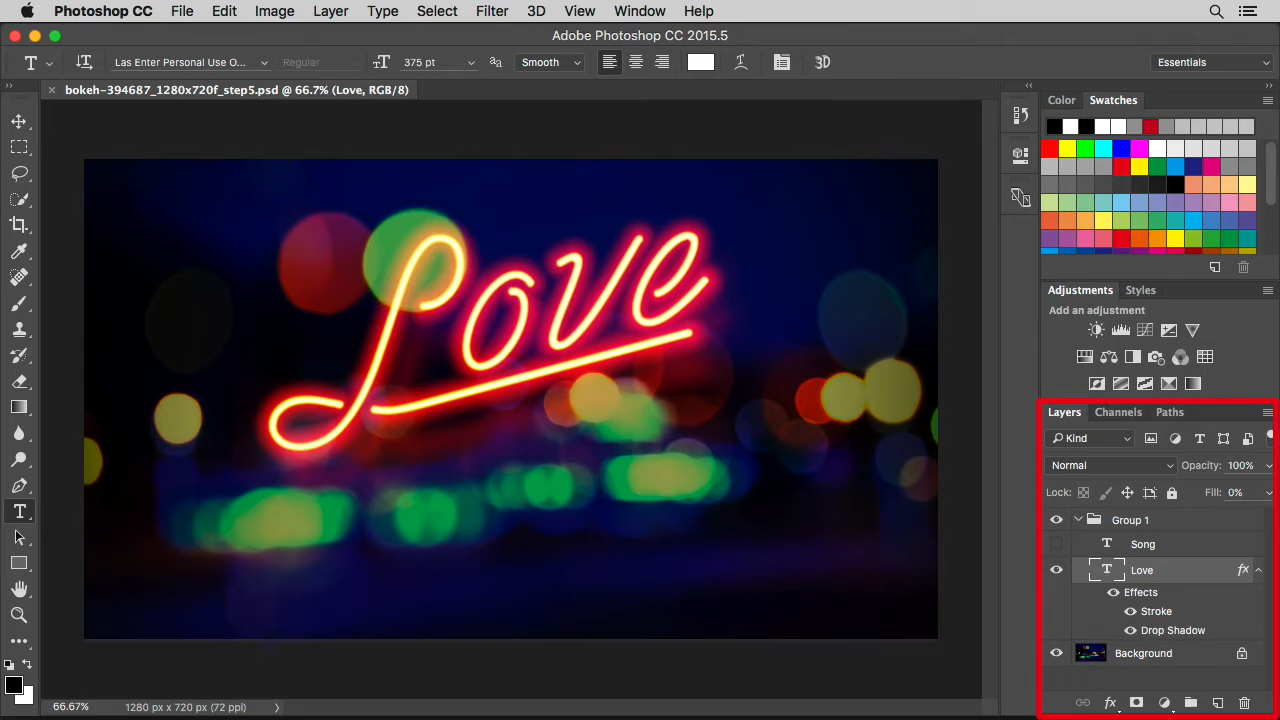 Photoshop CC File Edit Image Layer Type Select Filter 3D View Window Help
Adobe Photoshop CC 2015.5
T Las Enter Personal Use O... Regular 375 pt Smooth 3D Essentials
bokeh-394687_1280x720f_step5.psd @ 66.7% (Love, RGB/8)
Color Swatches
Love
Adjustments Styles
Add an adjustment
Layers Channels Paths
Kind
Normal Opacity: 100%
Lock: Fill: 0%
Group 1
T Song
T Love fx
Effects
Stroke
Drop Shadow
Background
fx
66.67% 1280 px x 720 px (72 ppi)